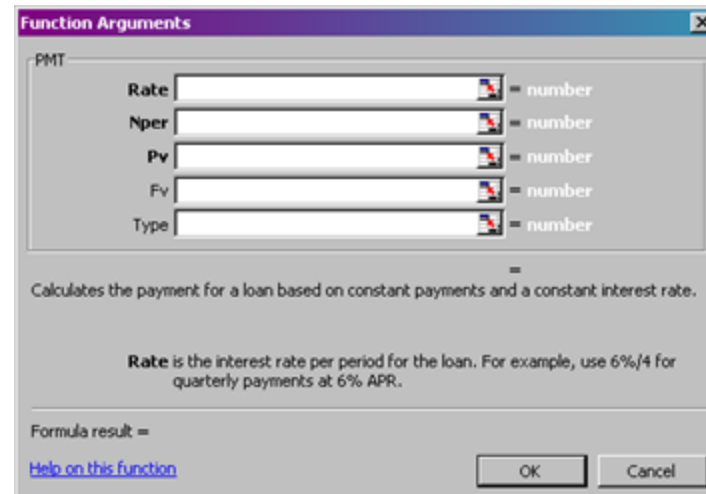 Function Arguments
PMT
Rate = number
Nper = number
Pv = number
Fv = number
Type = number
=
Calculates the payment for a loan based on constant payments and a constant interest rate.
Rate is the interest rate per period for the loan. For example, use 6%/4 for
quarterly payments at 6% APR.
Formula result =
Help on this function OK Cancel